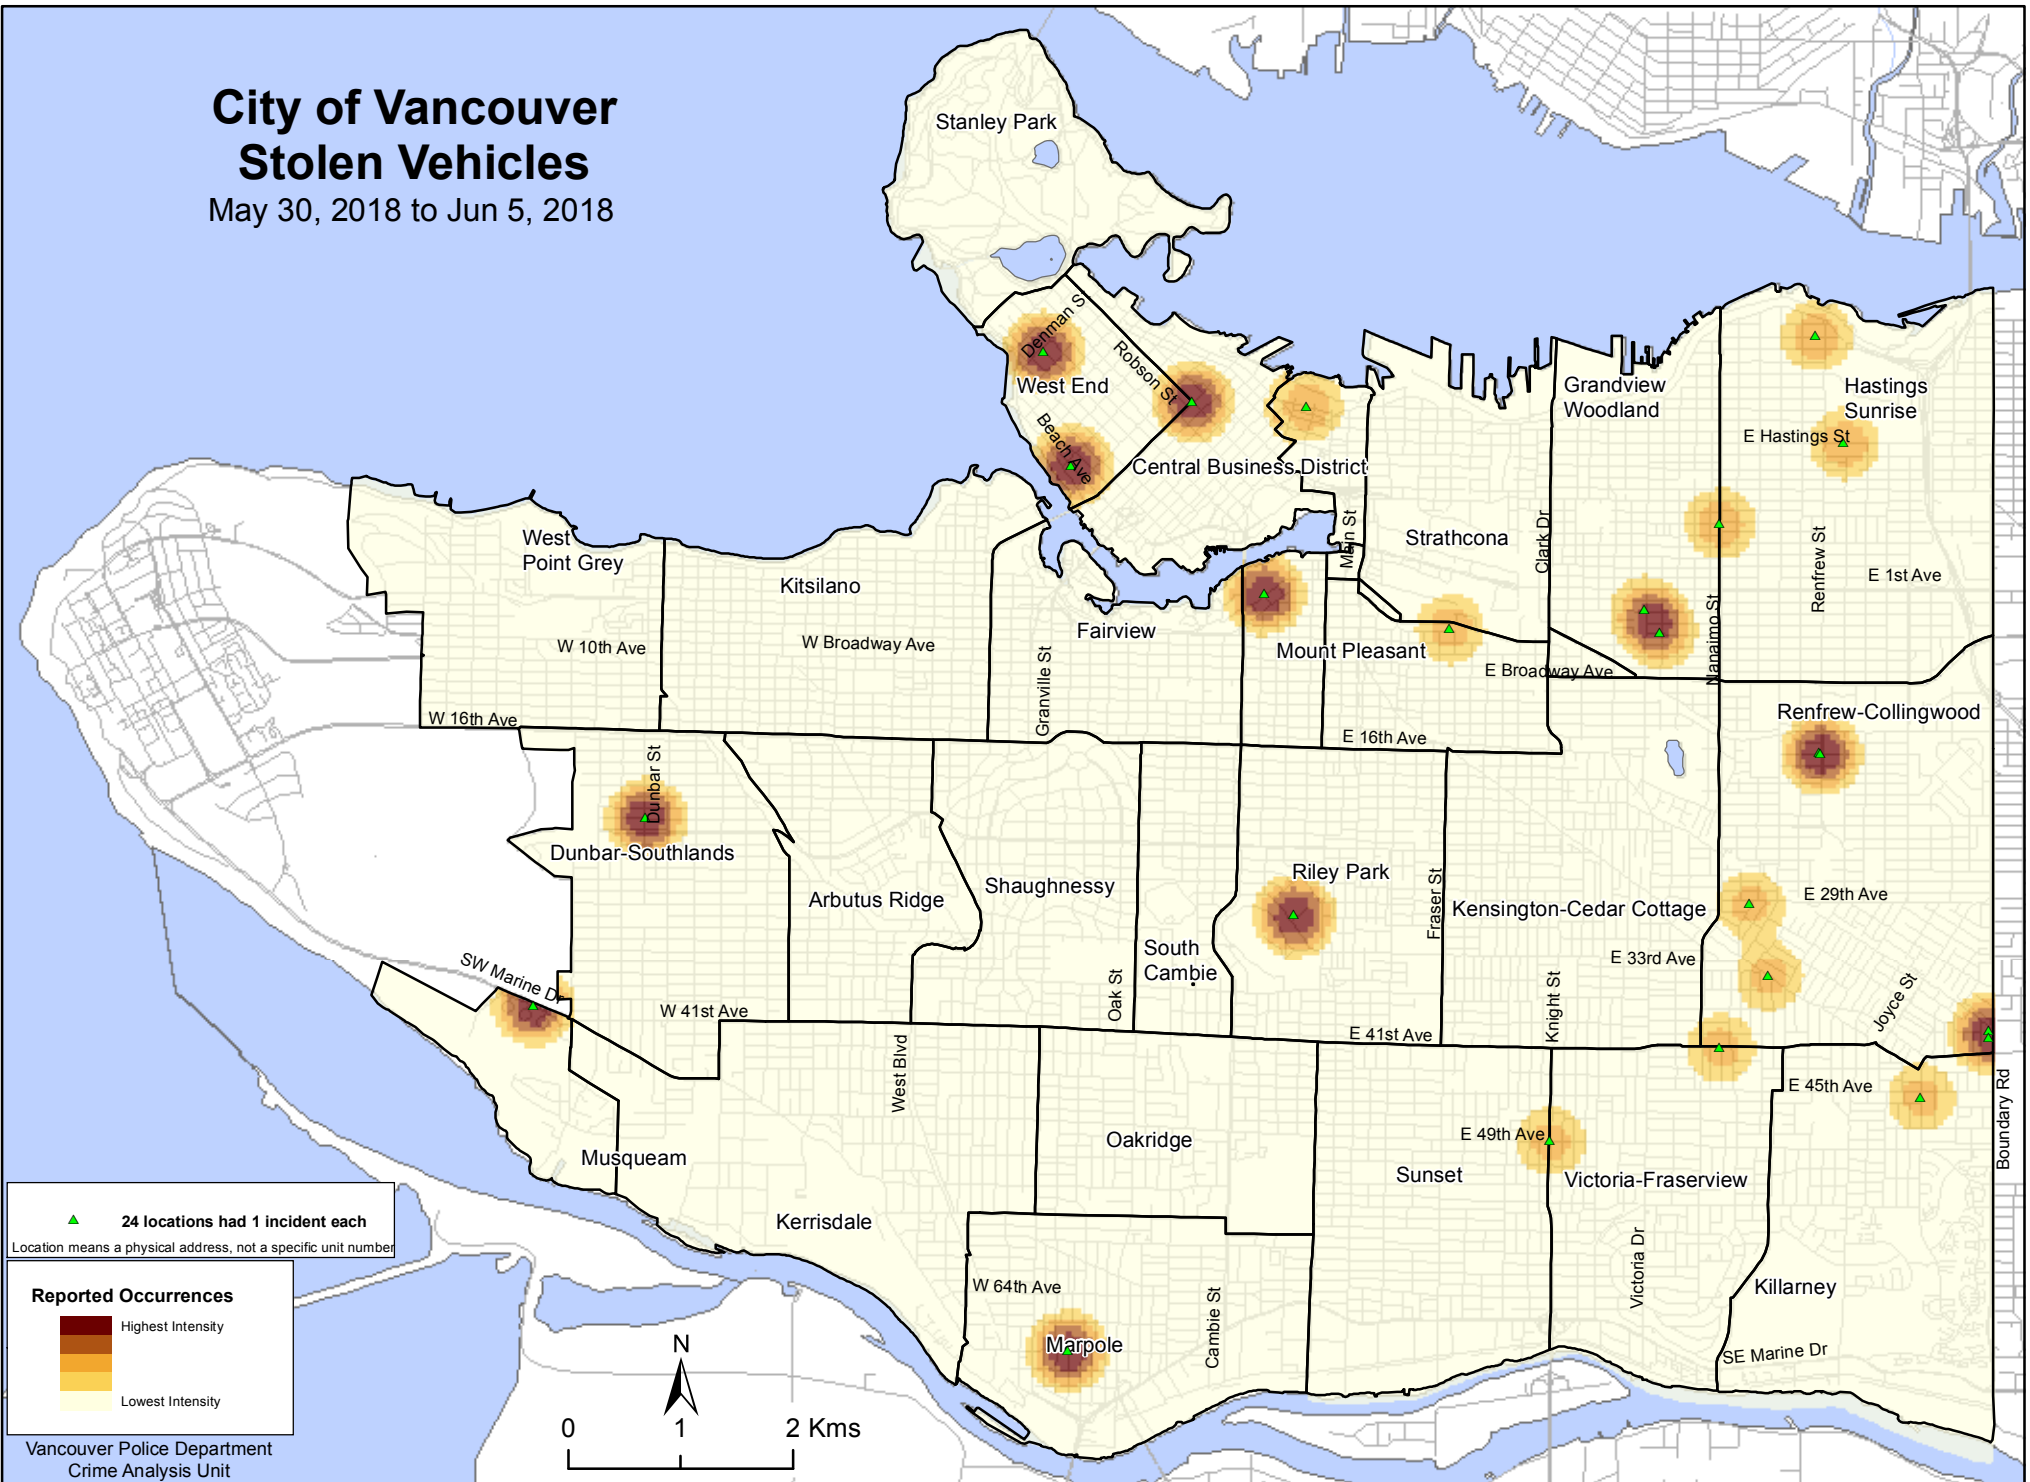 City of Vancouver
Stolen Vehicles
May 30, 2018 to Jun 5, 2018
Stanley Park
Denman S
Robson St
West End
Beach Ave
Central Business District
Grandview
Woodland
Hastings
Sunrise
E Hastings St
Main St
Strathcona
Clark Dr
Nanaimo St
Renfrew St
E 1st Ave
West
Point Grey
Kitsilano
W 10th Ave
W Broadway Ave
Fairview
Granville St
Mount Pleasant
E Broadway Ave
W 16th Ave
E 16th Ave
Renfrew-Collingwood
Dunbar St
Dunbar-Southlands
Arbutus Ridge
Shaughnessy
Riley Park
Fraser St
Kensington-Cedar Cottage
E 29th Ave
South
Cambie
E 33rd Ave
SW Marine Dr
W 41st Ave
Oak St
E 41st Ave
Knight St
Joyce St
West Blvd
E 45th Ave
Boundary Rd
Musqueam
Oakridge
E 49th Ave
Sunset
Victoria-Fraserview
Kerrisdale
W 64th Ave
Cambie St
Victoria Dr
Killarney
Marpole
SE Marine Dr
24 locations had 1 incident each
Location means a physical address, not a specific unit number
Reported Occurrences
Highest Intensity
Lowest Intensity
N
0 1 2 Kms
Vancouver Police Department
Crime Analysis Unit